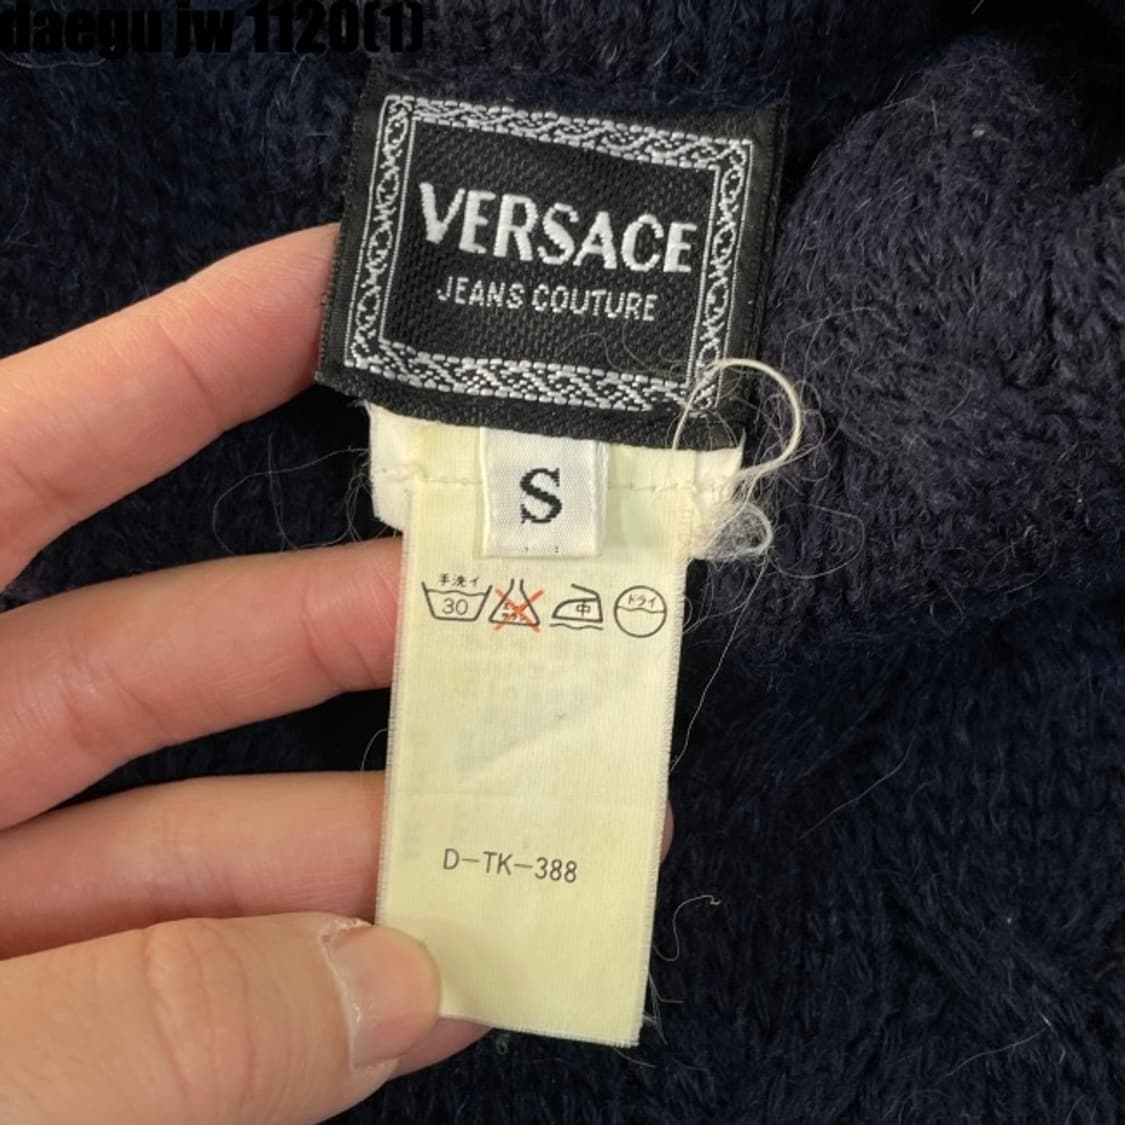 daegu jw 1120(1)
VERSACE
JEANS COUTURE
S
手洗イ
30
中
ドライ
D-TK-388